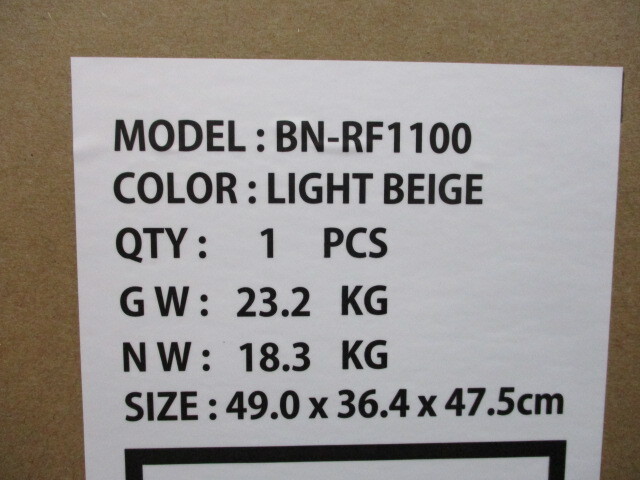 MODEL : BN-RF1100
COLOR : LIGHT BEIGE
QTY : 1 PCS
G W : 23.2 KG
N W : 18.3 KG
SIZE : 49.0 x 36.4 x 47.5cm